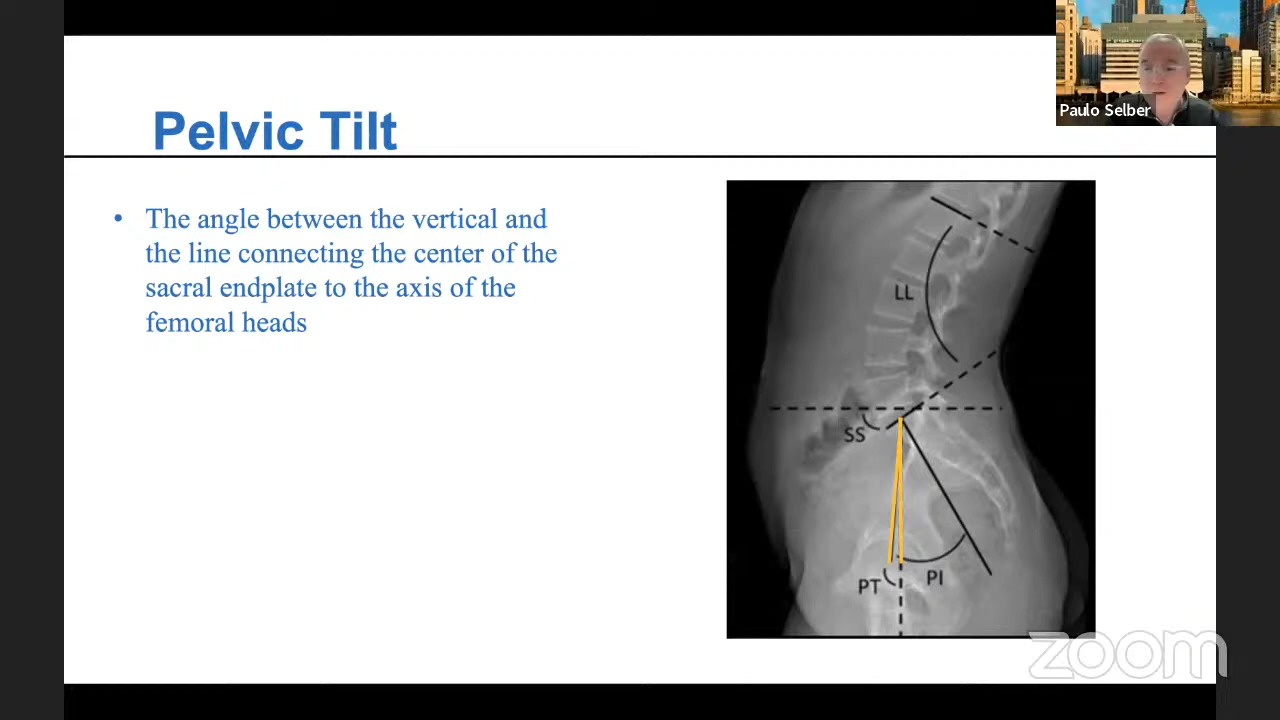 Paulo Selber
Pelvic Tilt
• The angle between the vertical and
the line connecting the center of the
sacral endplate to the axis of the
femoral heads
LL
SS
PT
PI
zoom